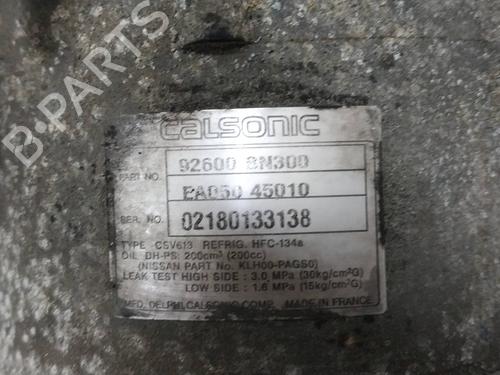 B-PARTS
calsonic
92600 BN300
PART NO.
EA050 45010
SER. NO. 02180133138
TYPE CSV613 REFRIG. HFC-134a
OIL DH-PS: 200cm³ (200cc)
(NISSAN PART No. KLH00-PAGS0)
LEAK TEST HIGH SIDE : 3.0 MPa (30kg/cm²G)
LOW SIDE : 1.6 MPa (15kg/cm²G)
MFD. DELPHI CALSONIC COMP. MADE IN FRANCE